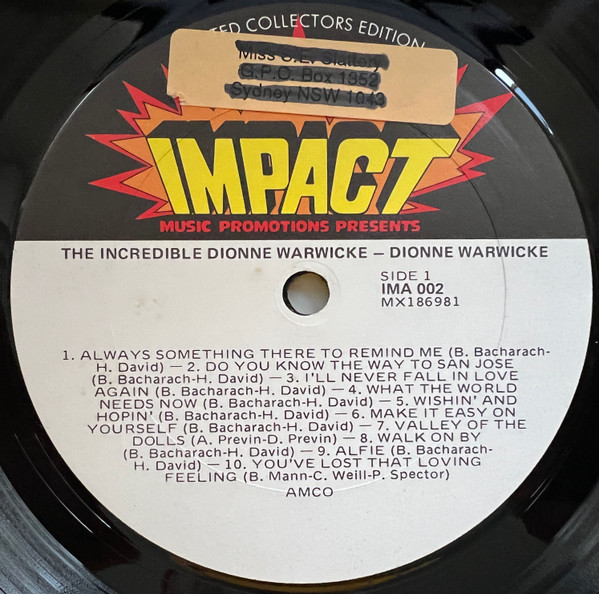 COLLECTORS EDITION
Miss
G.P.O. Box
Sydney NSW
IMPACT
MUSIC PROMOTIONS PRESENTS
THE INCREDIBLE DIONNE WARWICKE – DIONNE WARWICKE
SIDE 1
IMA 002
MX186981
1. ALWAYS SOMETHING THERE TO REMIND ME (B. Bacharach-
H. David) – 2. DO YOU KNOW THE WAY TO SAN JOSE
(B. Bacharach-H. David) – 3. I'LL NEVER FALL IN LOVE
AGAIN (B. Bacharach-H. David) – 4. WHAT THE WORLD
NEEDS NOW (B. Bacharach-H. David) – 5. WISHIN' AND
HOPIN' (B. Bacharach-H. David) – 6. MAKE IT EASY ON
YOURSELF (B. Bacharach-H. David) – 7. VALLEY OF THE
DOLLS (A. Previn-D. Previn) – 8. WALK ON BY
(B. Bacharach-H. David) – 9. ALFIE (B. Bacharach-
H. David) – 10. YOU'VE LOST THAT LOVING
FEELING (B. Mann-C. Weill-P. Spector)
AMCO